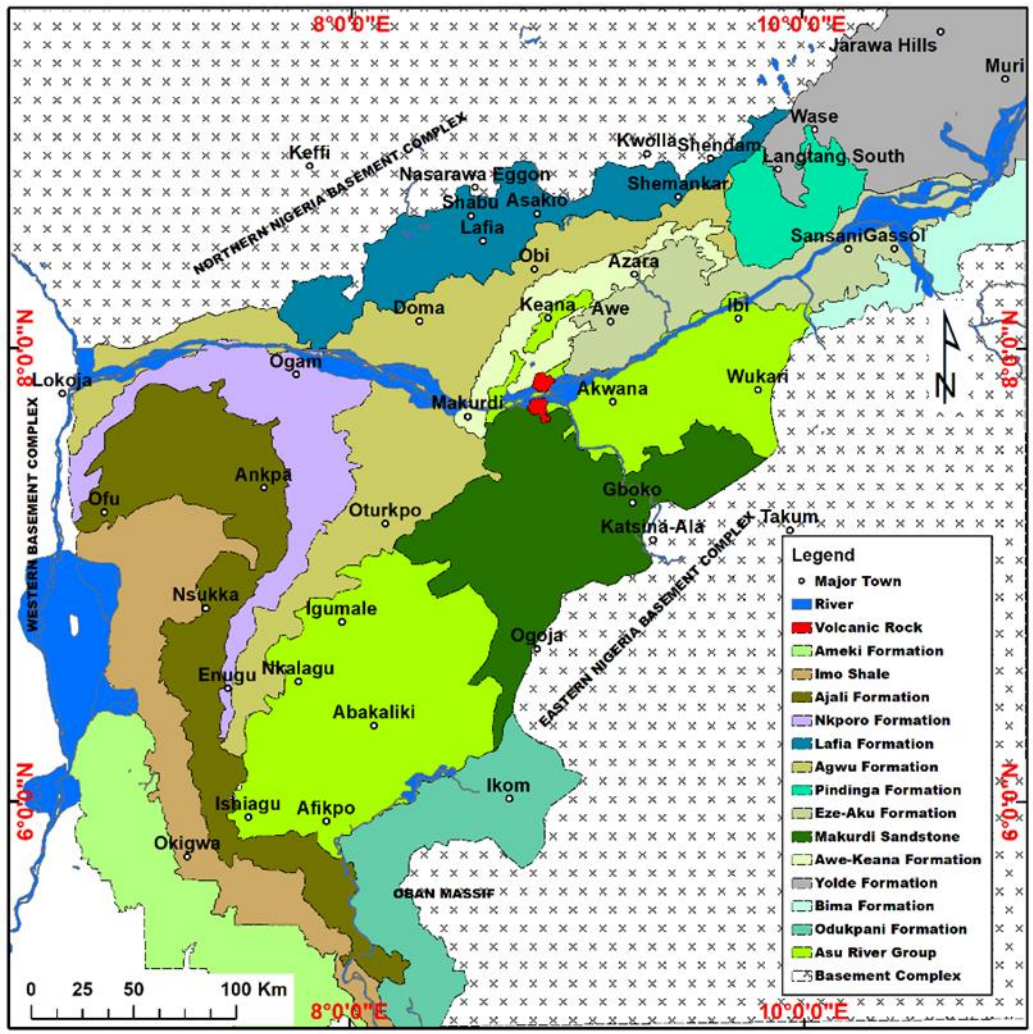 8°0'0"E
10°0'0"E
Jarawa Hills
Muri
Wase
Keffi
Kwolla
Shendam
Langtang South
NORTHERN NIGERIA BASEMENT COMPLEX
Nasarawa Eggon
Shabu
Asakio
Shemankar
Lafia
Sansani
Gassol
Obi
Azara
Doma
Keana
Awe
Ibi
8°0'0"N
8°0'0"N
N
Lokoja
Ogam
Akwana
Wukari
Makurdi
WESTERN BASEMENT COMPLEX
Ankpa
Ofu
Gboko
Oturkpo
Katsina-Ala
Takum
EASTERN NIGERIA BASEMENT COMPLEX
Nsukka
Igumale
Ogoja
Enugu
Nkalagu
Abakaliki
6°0'0"N
6°0'0"N
Ikom
Ishiagu
Afikpo
Okigwa
OBAN MASSIF
Legend
Major Town
River
Volcanic Rock
Ameki Formation
Imo Shale
Ajali Formation
Nkporo Formation
Lafia Formation
Agwu Formation
Pindinga Formation
Eze-Aku Formation
Makurdi Sandstone
Awe-Keana Formation
Yolde Formation
Bima Formation
Odukpani Formation
Asu River Group
Basement Complex
0 25 50 100 Km
8°0'0"E
10°0'0"E